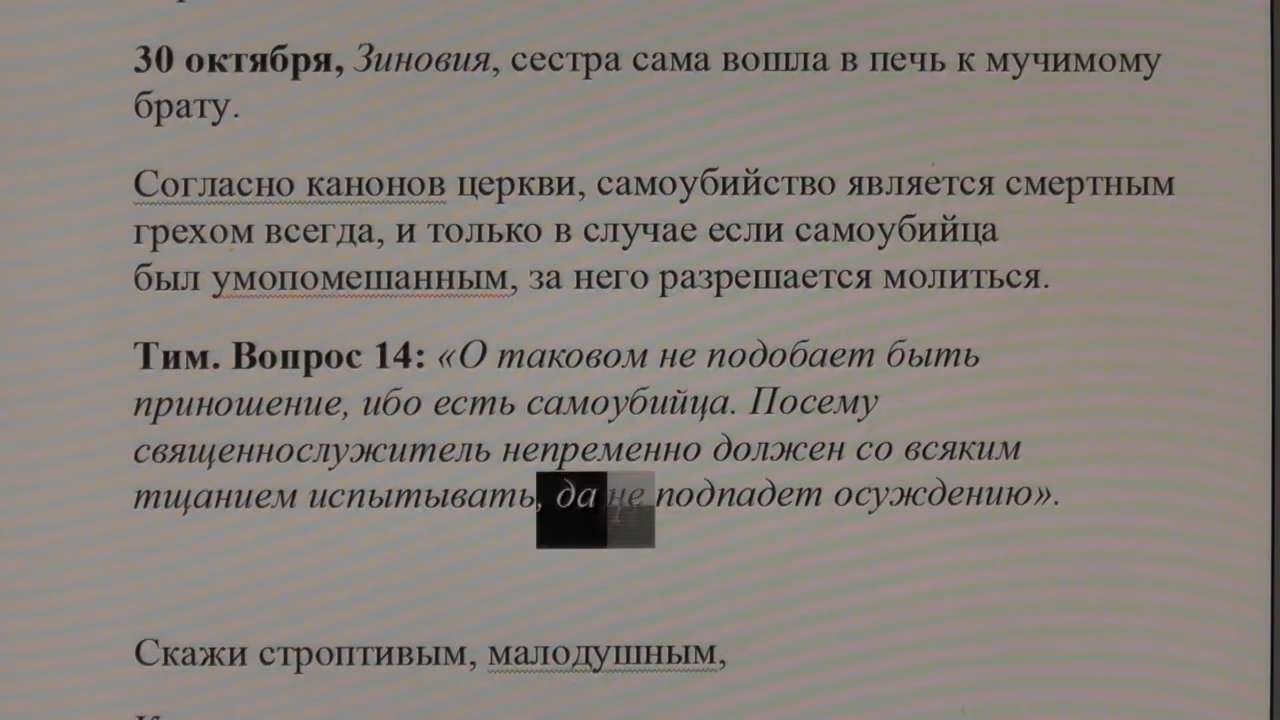 30 октября, Зиновия, сестра сама вошла в печь к мучимому
брату.
Согласно канонов церкви, самоубийство является смертным
грехом всегда, и только в случае если самоубийца
был умопомешанным, за него разрешается молиться.
Тим. Вопрос 14: «О таковом не подобает быть
приношение, ибо есть самоубийца. Посему
священнослужитель непременно должен со всяким
тщанием испытывать, да не подпадет осуждению».
Скажи строптивым, малодушным,